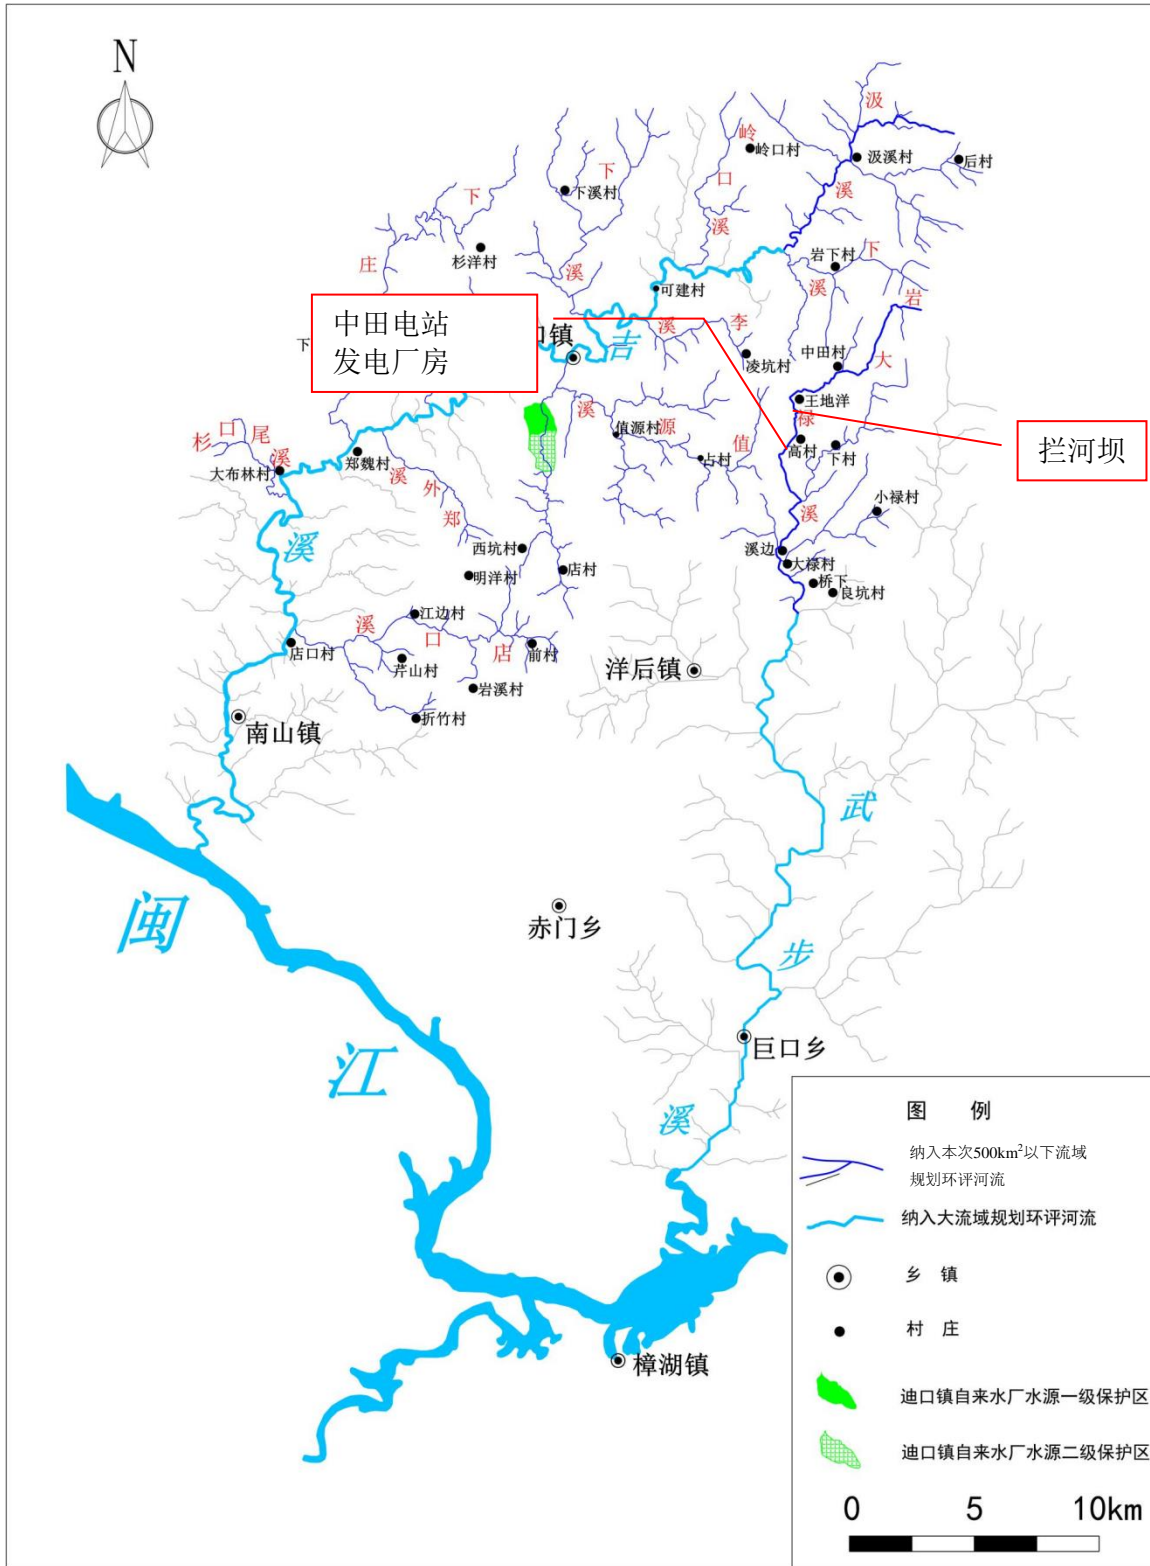 N
汲
岭
岭口村
汲溪村
后村
下
下溪村
下
口
溪
溪
杉洋村
庄
溪
岩下村
下
溪
岩
可建村
中田电站
发电厂房
下
口镇
吉
溪
李
凌坑村
中田村
大
王地洋
禄
拦河坝
杉
口
尾
溪
大布林村
郑魏村
溪
外
郑
溪
值源村
源
值
占村
高村
下村
小禄村
溪
西坑村
明洋村
店村
溪边
大禄村
桥下
良坑村
溪
江边村
溪
口
店
前村
店口村
芹山村
岩溪村
折竹村
南山镇
洋后镇
武
闽
赤门乡
步
江
巨口乡
溪
樟湖镇
图 例
纳入本次500km²以下流域
规划环评河流
纳入大流域规划环评河流
乡 镇
村 庄
迪口镇自来水厂水源一级保护区
迪口镇自来水厂水源二级保护区
0 5 10km